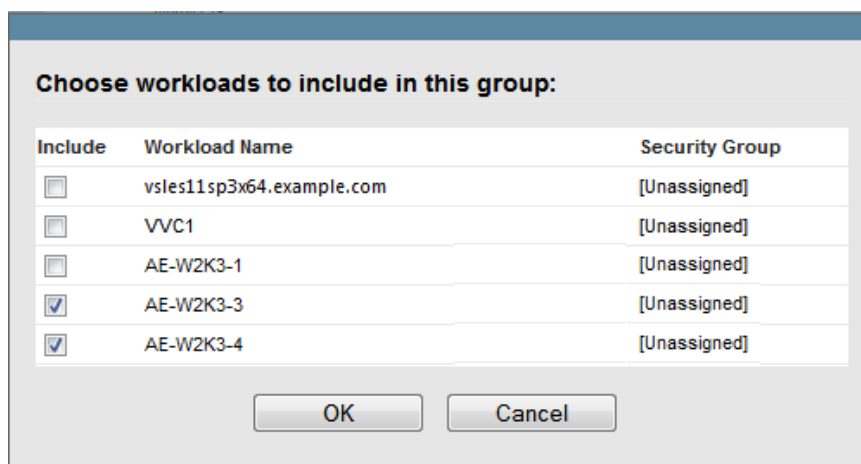 Choose workloads to include in this group:
Include Workload Name Security Group
vsles11sp3x64.example.com [Unassigned]
VVC1 [Unassigned]
AE-W2K3-1 [Unassigned]
AE-W2K3-3 [Unassigned]
AE-W2K3-4 [Unassigned]
OK Cancel